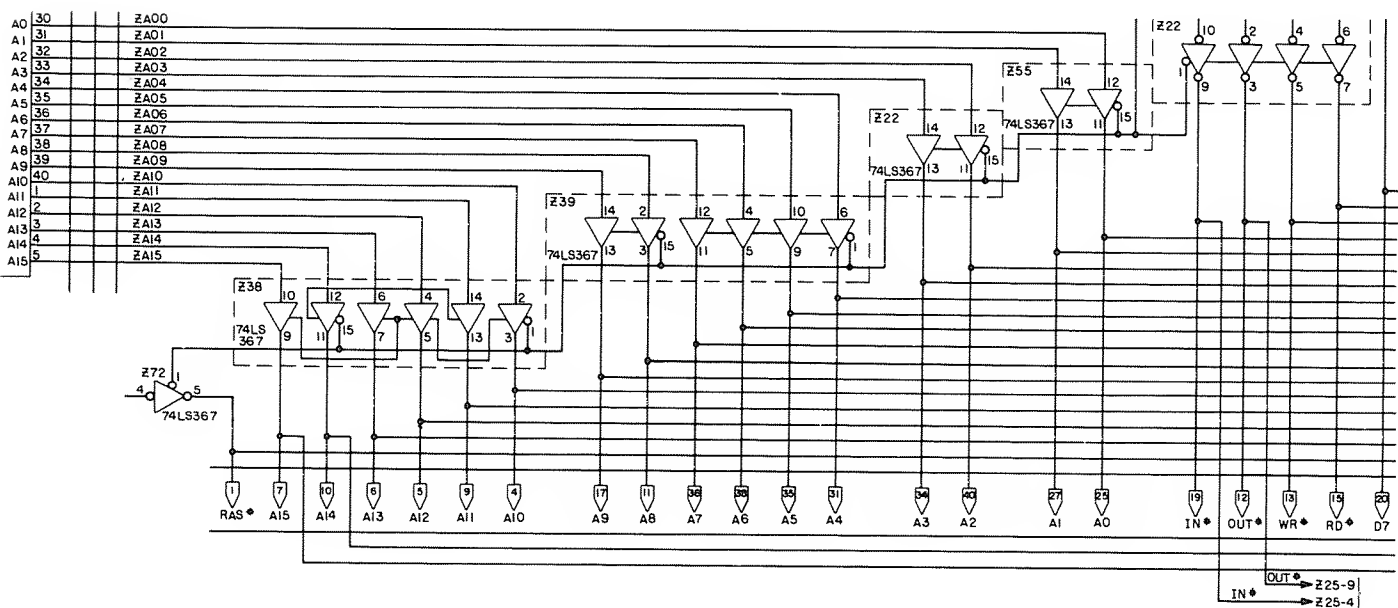 A0 30 ZA00
A1 31 ZA01
A2 32 ZA02
A3 33 ZA03
A4 34 ZA04
A5 35 ZA05
A6 36 ZA06
A7 37 ZA07
A8 38 ZA08
A9 39 ZA09
A10 40 ZA10
A11 1 ZA11
A12 2 ZA12
A13 3 ZA13
A14 4 ZA14
A15 5 ZA15
Z22
10 2 4 6
1
9 3 5 7
Z55
14 12
15
74LS367 13 11
Z22
14 12
15
74LS367 13 11
Z39
14 2 12 4 10 6
15 1
74LS367 13 3 11 5 9 7
Z38
10 12 6 4 14 2
15 1
74LS
367
9 11 7 5 13 3
Z72
1
4 5
74LS367
1 7 10 6 5 9 4 17 11 36 38 35 31 34 40 27 25 19 12 13 15 20
RAS* A15 A14 A13 A12 A11 A10 A9 A8 A7 A6 A5 A4 A3 A2 A1 A0 IN* OUT* WR* RD* D7
OUT* Z25-9
IN* Z25-4